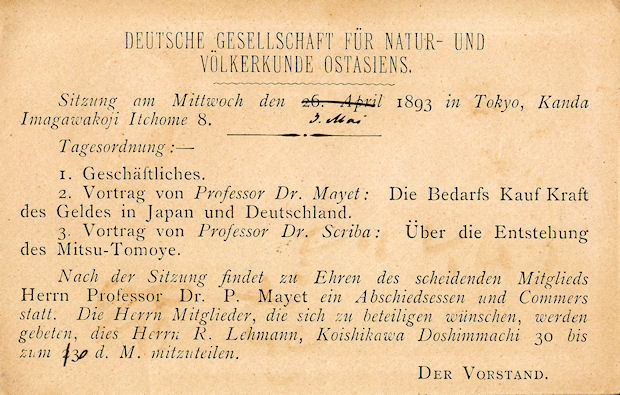 DEUTSCHE GESELLSCHAFT FÜR NATUR- UND
VÖLKERKUNDE OSTASIENS.
Sitzung am Mittwoch den 26. April 1893 in Tokyo, Kanda
Imagawakoji Itchome 8.
3. Mai
Tagesordnung :—
1. Geschäftliches.
2. Vortrag von Professor Dr. Mayet : Die Bedarfs Kauf Kraft
des Geldes in Japan und Deutschland.
3. Vortrag von Professor Dr. Scriba : Über die Entstehung
des Mitsu-Tomoye.
Nach der Sitzung findet zu Ehren des scheidenden Mitglieds
Herrn Professor Dr. P. Mayet ein Abschiedsessen und Commers
statt. Die Herrn Mitglieder, die sich zu beteiligen wünschen, werden
gebeten, dies Herrn R. Lehmann, Koishikawa Doshimmachi 30 bis
zum 30 d. M. mitzuteilen.
DER VORSTAND.